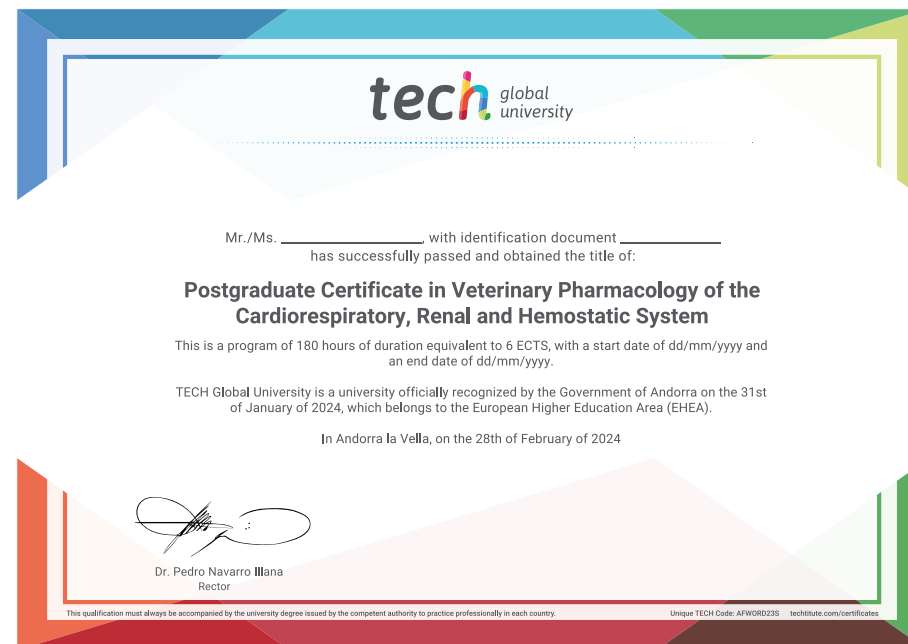 tech global
university
Mr./Ms. ____________________, with identification document ______________
has successfully passed and obtained the title of:
Postgraduate Certificate in Veterinary Pharmacology of the
Cardiorespiratory, Renal and Hemostatic System
This is a program of 180 hours of duration equivalent to 6 ECTS, with a start date of dd/mm/yyyy and
an end date of dd/mm/yyyy.
TECH Global University is a university officially recognized by the Government of Andorra on the 31st
of January of 2024, which belongs to the European Higher Education Area (EHEA).
In Andorra la Vella, on the 28th of February of 2024
Dr. Pedro Navarro Illana
Rector
This qualification must always be accompanied by the university degree issued by the competent authority to practice professionally in each country.
Unique TECH Code: AFWORD23S techtitute.com/certificates